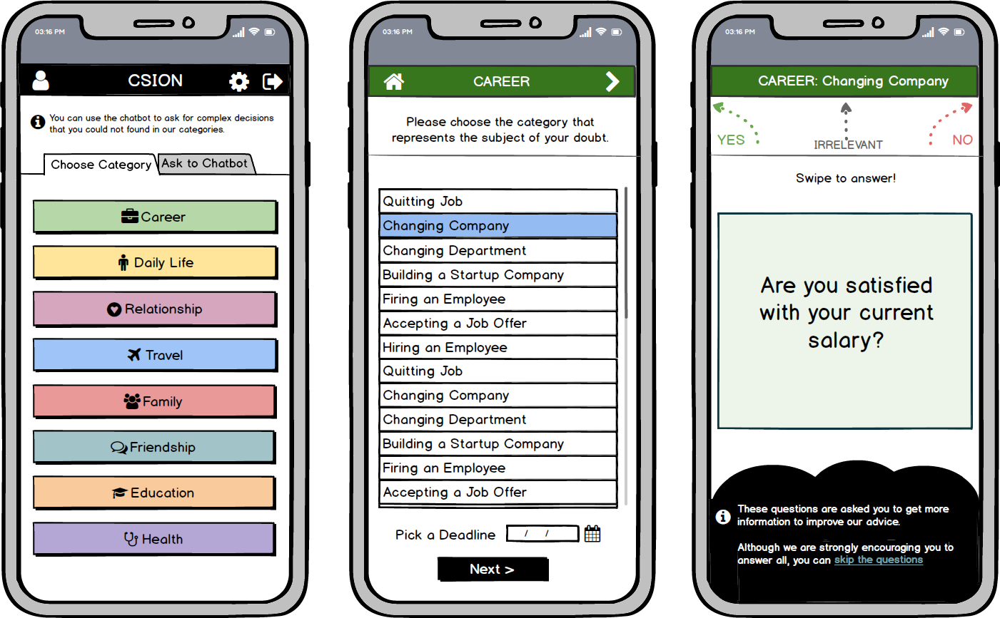 03:16 PM
CSION
You can use the chatbot to ask for complex decisions
that you could not found in our categories.
Choose Category
Ask to Chatbot
Career
Daily Life
Relationship
Travel
Family
Friendship
Education
Health
03:16 PM
CAREER
Please choose the category that
represents the subject of your doubt.
Quitting Job
Changing Company
Changing Department
Building a Startup Company
Firing an Employee
Accepting a Job Offer
Hiring an Employee
Quitting Job
Changing Company
Changing Department
Building a Startup Company
Firing an Employee
Accepting a Job Offer
Pick a Deadline / /
Next >
03:16 PM
CAREER: Changing Company
YES
IRRELEVANT
NO
Swipe to answer!
Are you satisfied
with your current
salary?
These questions are asked you to get more
information to improve our advice.
Although we are strongly encouraging you to
answer all, you can skip the questions